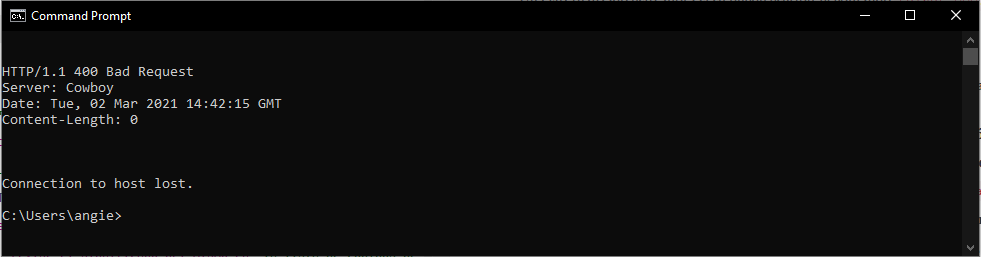 Command Prompt
HTTP/1.1 400 Bad Request
Server: Cowboy
Date: Tue, 02 Mar 2021 14:42:15 GMT
Content-Length: 0
Connection to host lost.
C:\Users\angie>